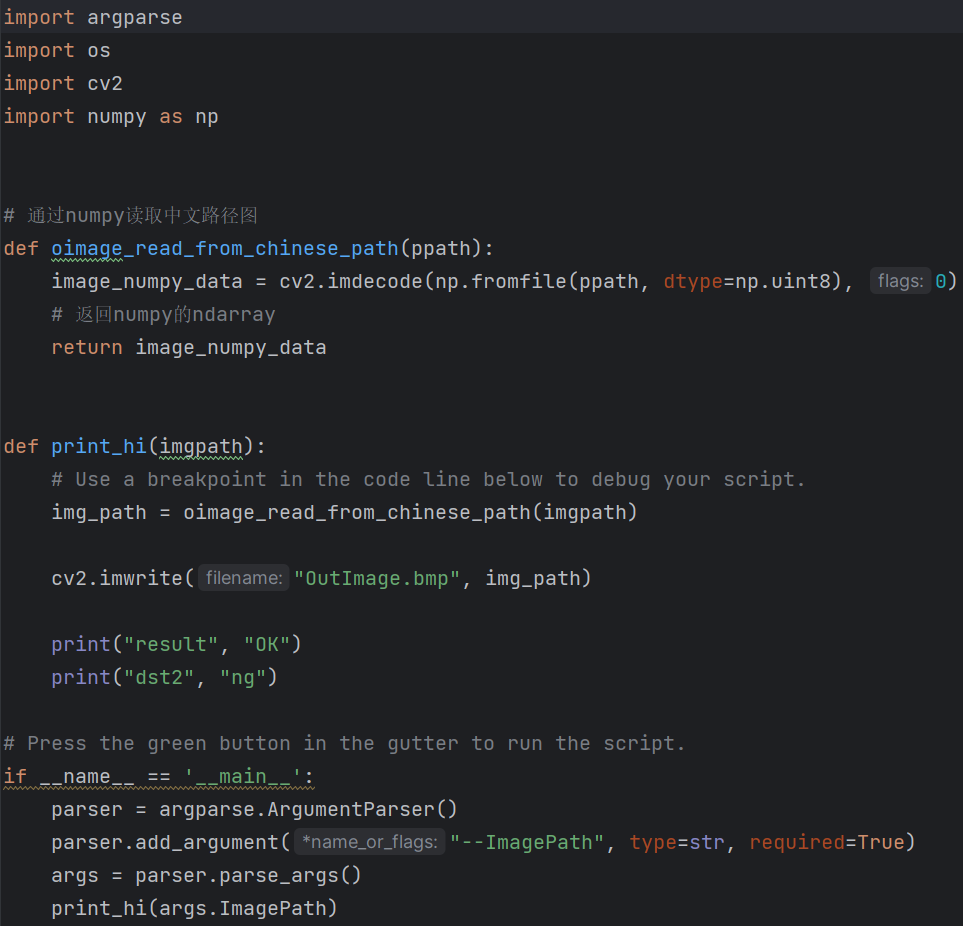 import argparse
import os
import cv2
import numpy as np
# 通过numpy读取中文路径图
def oimage_read_from_chinese_path(ppath):
image_numpy_data = cv2.imdecode(np.fromfile(ppath, dtype=np.uint8), flags: 0)
# 返回numpy的ndarray
return image_numpy_data
def print_hi(imgpath):
# Use a breakpoint in the code line below to debug your script.
img_path = oimage_read_from_chinese_path(imgpath)
cv2.imwrite( filename: "OutImage.bmp", img_path)
print("result", "OK")
print("dst2", "ng")
# Press the green button in the gutter to run the script.
if __name__ == '__main__':
parser = argparse.ArgumentParser()
parser.add_argument( *name_or_flags: "--ImagePath", type=str, required=True)
args = parser.parse_args()
print_hi(args.ImagePath)